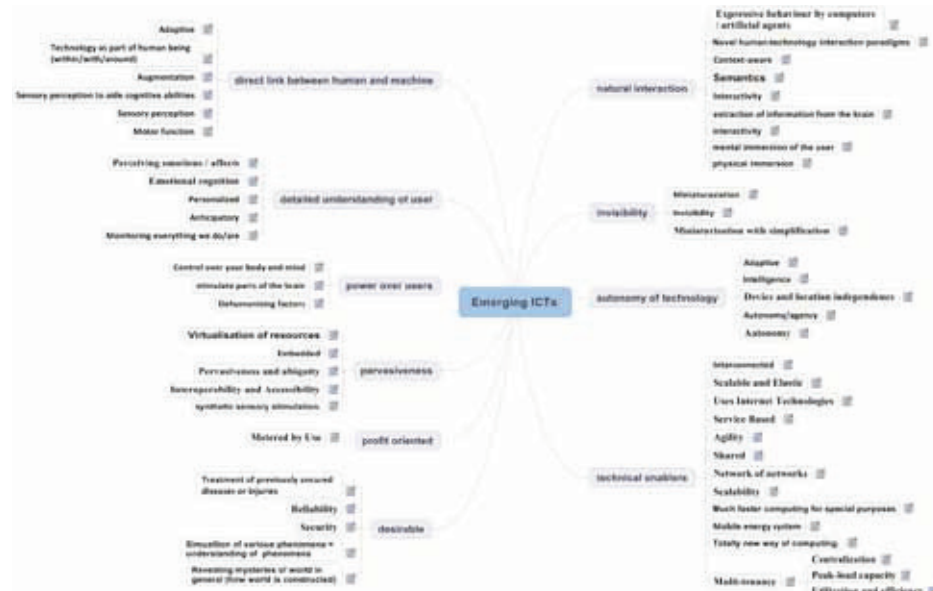 Adaptive
Technology as part of human being
(within/with/around)
Augmentation
Sensory perception to aide cognitive abilities
Sensory perception
Motor function
direct link between human and machine
Perceiving emotions / affects
Emotional cognition
Personalized
Anticipatory
Monitoring everything we do/are
detailed understanding of user
Control over your body and mind
stimulate parts of the brain
Dehumanising factors
power over users
Virtualisation of resources
Embedded
Pervasiveness and ubiquity
Interoperability and Accessibility
synthetic sensory stimulation
pervasiveness
Metered by Use
profit oriented
Treatment of previously uncured
diseases or injuries
Reliability
Security
Simulation of various phenomena =
understanding of phenomena
Revealing mysteries of world in
general (how world is constructed)
desirable
Emerging ICTs
Expressive behaviour by computers
/ artificial agents
Novel human-technology interaction paradigms
Context-aware
Semantics
Interactivity
extraction of information from the brain
interactivity
mental immersion of the user
physical immersion
natural interaction
Miniaturization
Invisibility
Miniaturisation with simplification
invisibility
Adaptive
Intelligence
Device and location independence
Autonomy/agency
Autonomy
autonomy of technology
Interconnected
Scalable and Elastic
Uses Internet Technologies
Service Based
Agility
Shared
Network of networks
Scalability
Much faster computing for special purposes
Mobile energy system
Totally new way of computing
Centralization
Multi-tenancy
Peak-load capacity
Utilization and efficiency
technical enablers